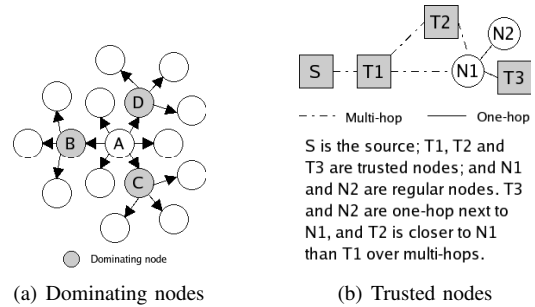 D
B
A
C
Dominating node
(a) Dominating nodes
T2
N2
S
T1
N1
T3
Multi-hop
One-hop
S is the source; T1, T2 and
T3 are trusted nodes; and N1
and N2 are regular nodes. T3
and N2 are one-hop next to
N1, and T2 is closer to N1
than T1 over multi-hops.
(b) Trusted nodes